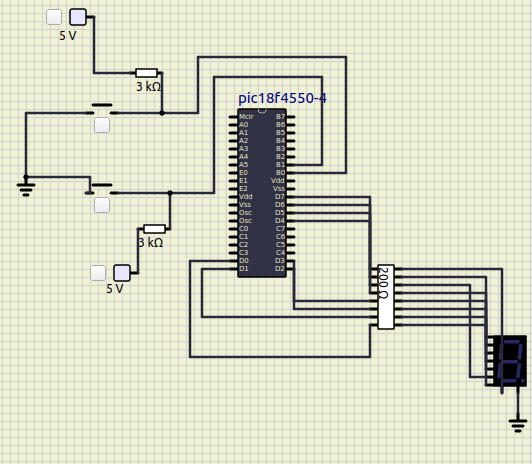 5 V
3 kΩ
pic18f4550-4
Mclr B7
A0 B6
A1 B5
A2 B4
A3 B3
A4 B2
A5 B1
E0 B0
E1 Vdd
E2 Vss
Vdd D7
Vss D6
Osc D5
Osc D4
C0 C7
C1 C6
C2 C5
C3 C4
D0 D3
D1 D2
3 kΩ
5 V
200 Ω